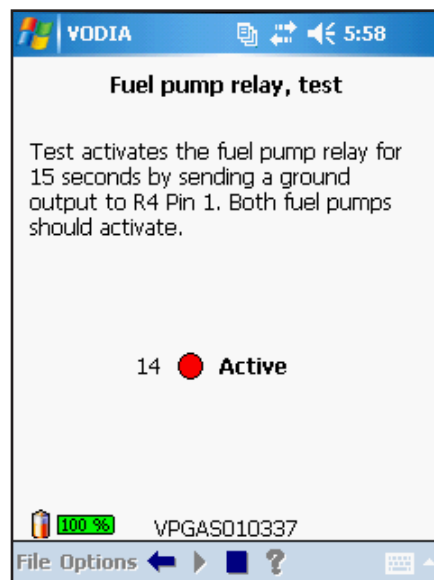 VODIA 5:58
Fuel pump relay, test
Test activates the fuel pump relay for
15 seconds by sending a ground
output to R4 Pin 1. Both fuel pumps
should activate.
14 Active
100 % VPGAS010337
File Options ?